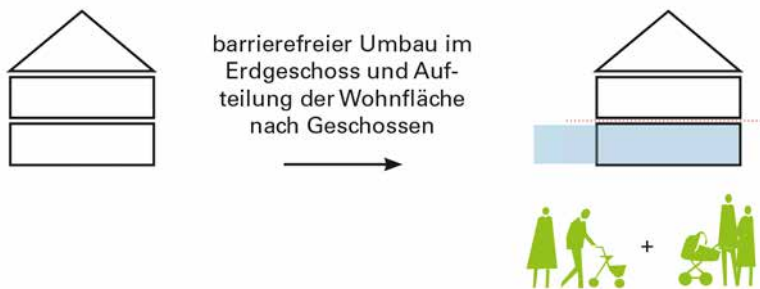 barrierefreier Umbau im
Erdgeschoss und Auf-
teilung der Wohnfläche
nach Geschossen
+